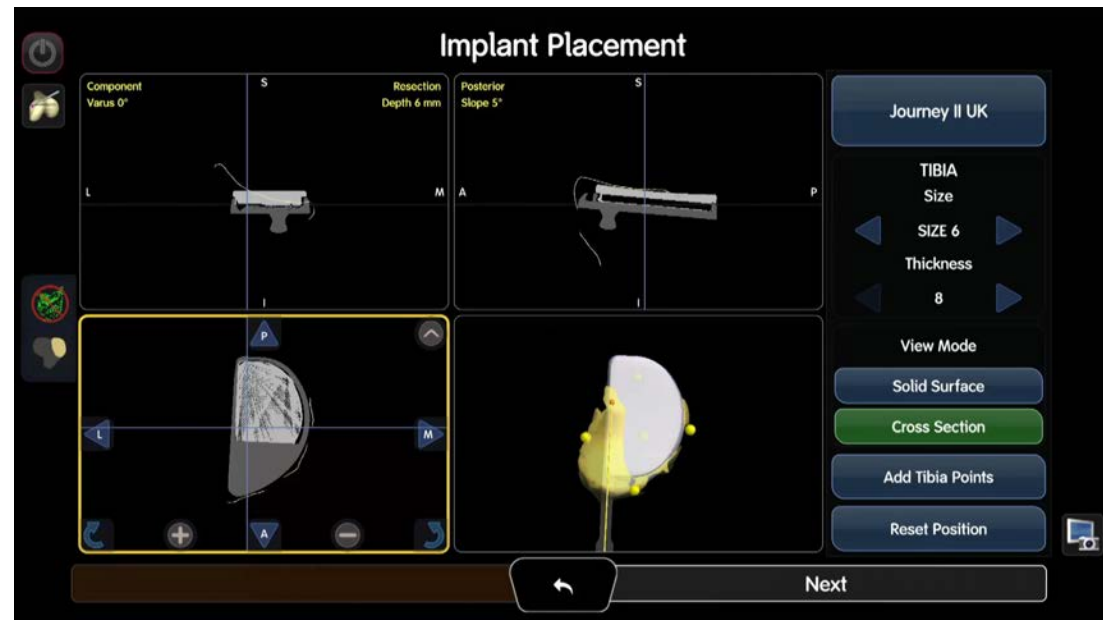 Implant Placement
Component
Varus 0°
S
Resection
Depth 6 mm
L
M
I
Posterior
Slope 5°
S
A
P
I
P
L
M
A
Journey II UK
TIBIA
Size
SIZE 6
Thickness
8
View Mode
Solid Surface
Cross Section
Add Tibia Points
Reset Position
Next